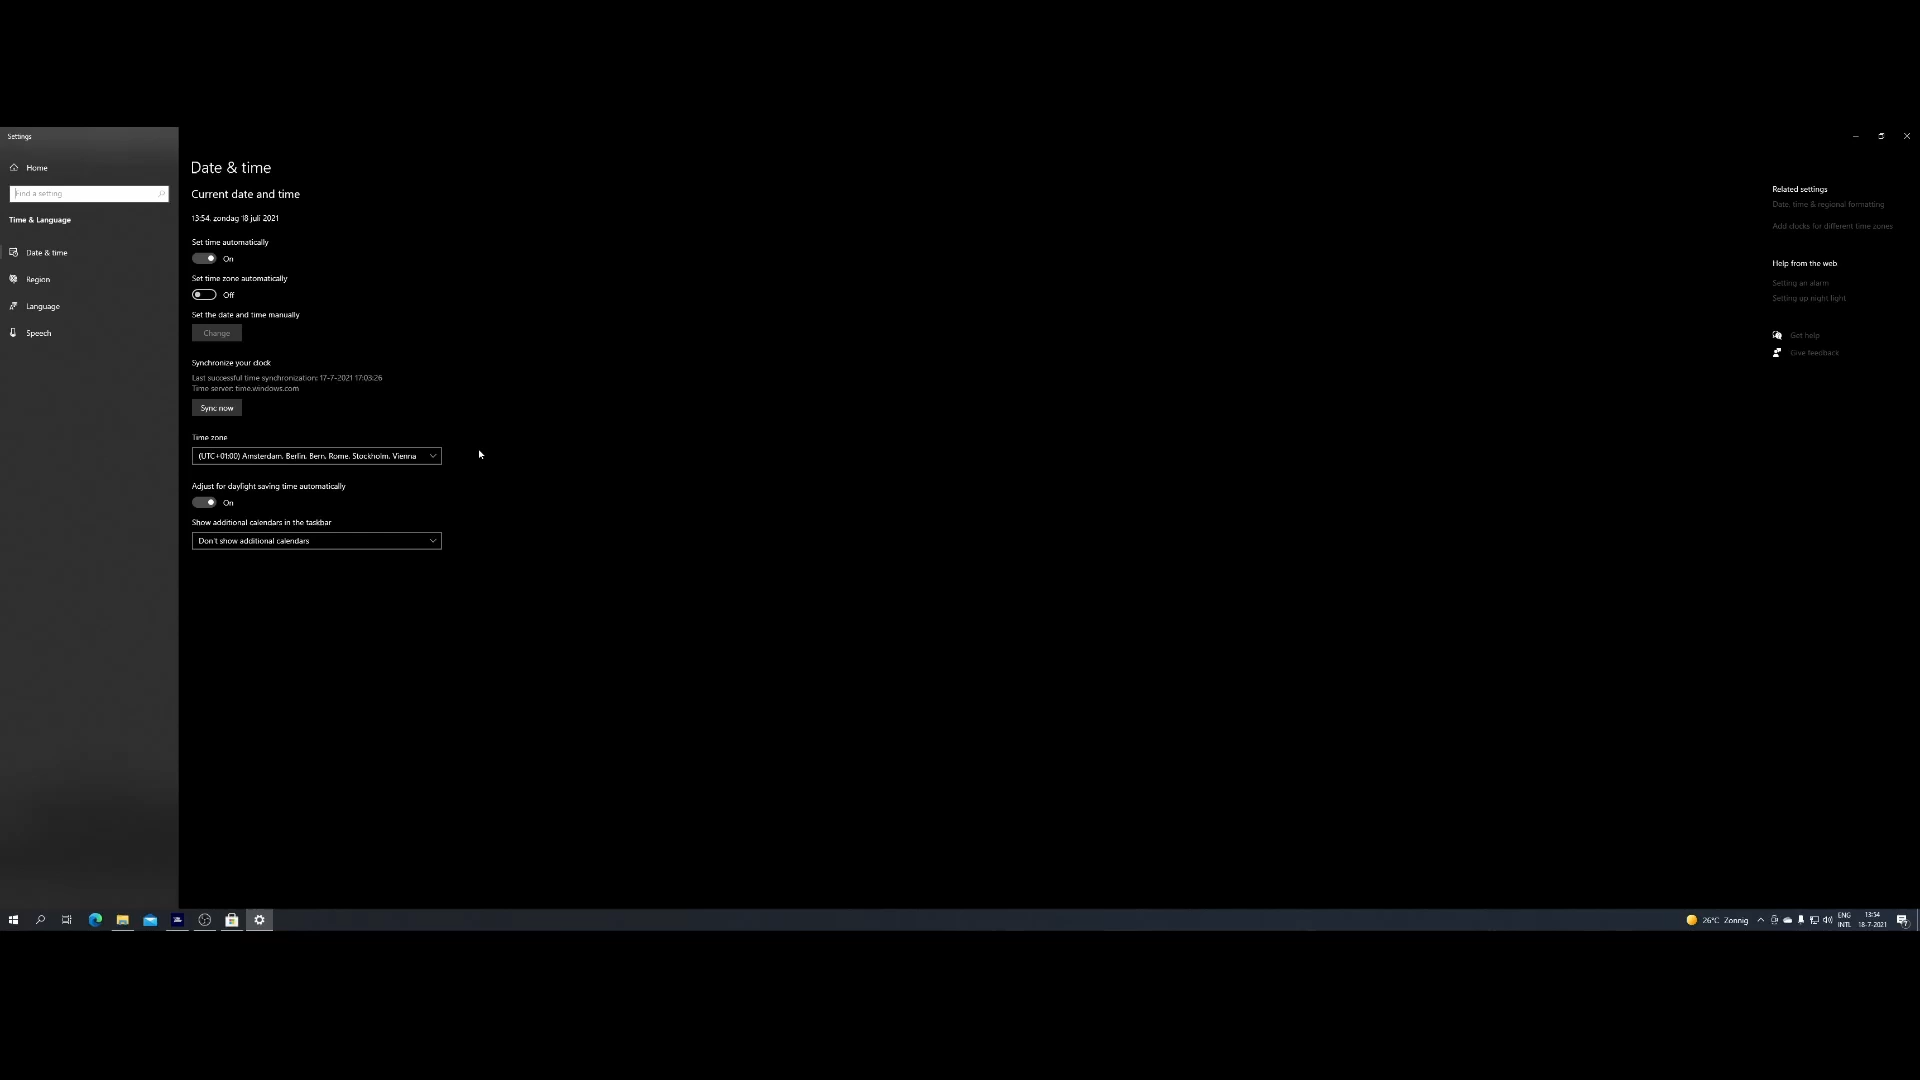 Settings
Home
Find a setting
Time & Language
Date & time
Region
Language
Speech
Date & time
Current date and time
13:54, zondag 18 juli 2021
Set time automatically
On
Set time zone automatically
Off
Set the date and time manually
Change
Synchronize your clock
Last successful time synchronization: 17-7-2021 17:03:26
Time server: time.windows.com
Sync now
Time zone
(UTC+01:00) Amsterdam, Berlin, Bern, Rome, Stockholm, Vienna
Adjust for daylight saving time automatically
On
Show additional calendars in the taskbar
Don't show additional calendars
Related settings
Date, time & regional formatting
Add clocks for different time zones
Help from the web
Setting an alarm
Setting up night light
Get help
Give feedback
26°C Zonnig
ENG
INTL
13:54
18-7-2021